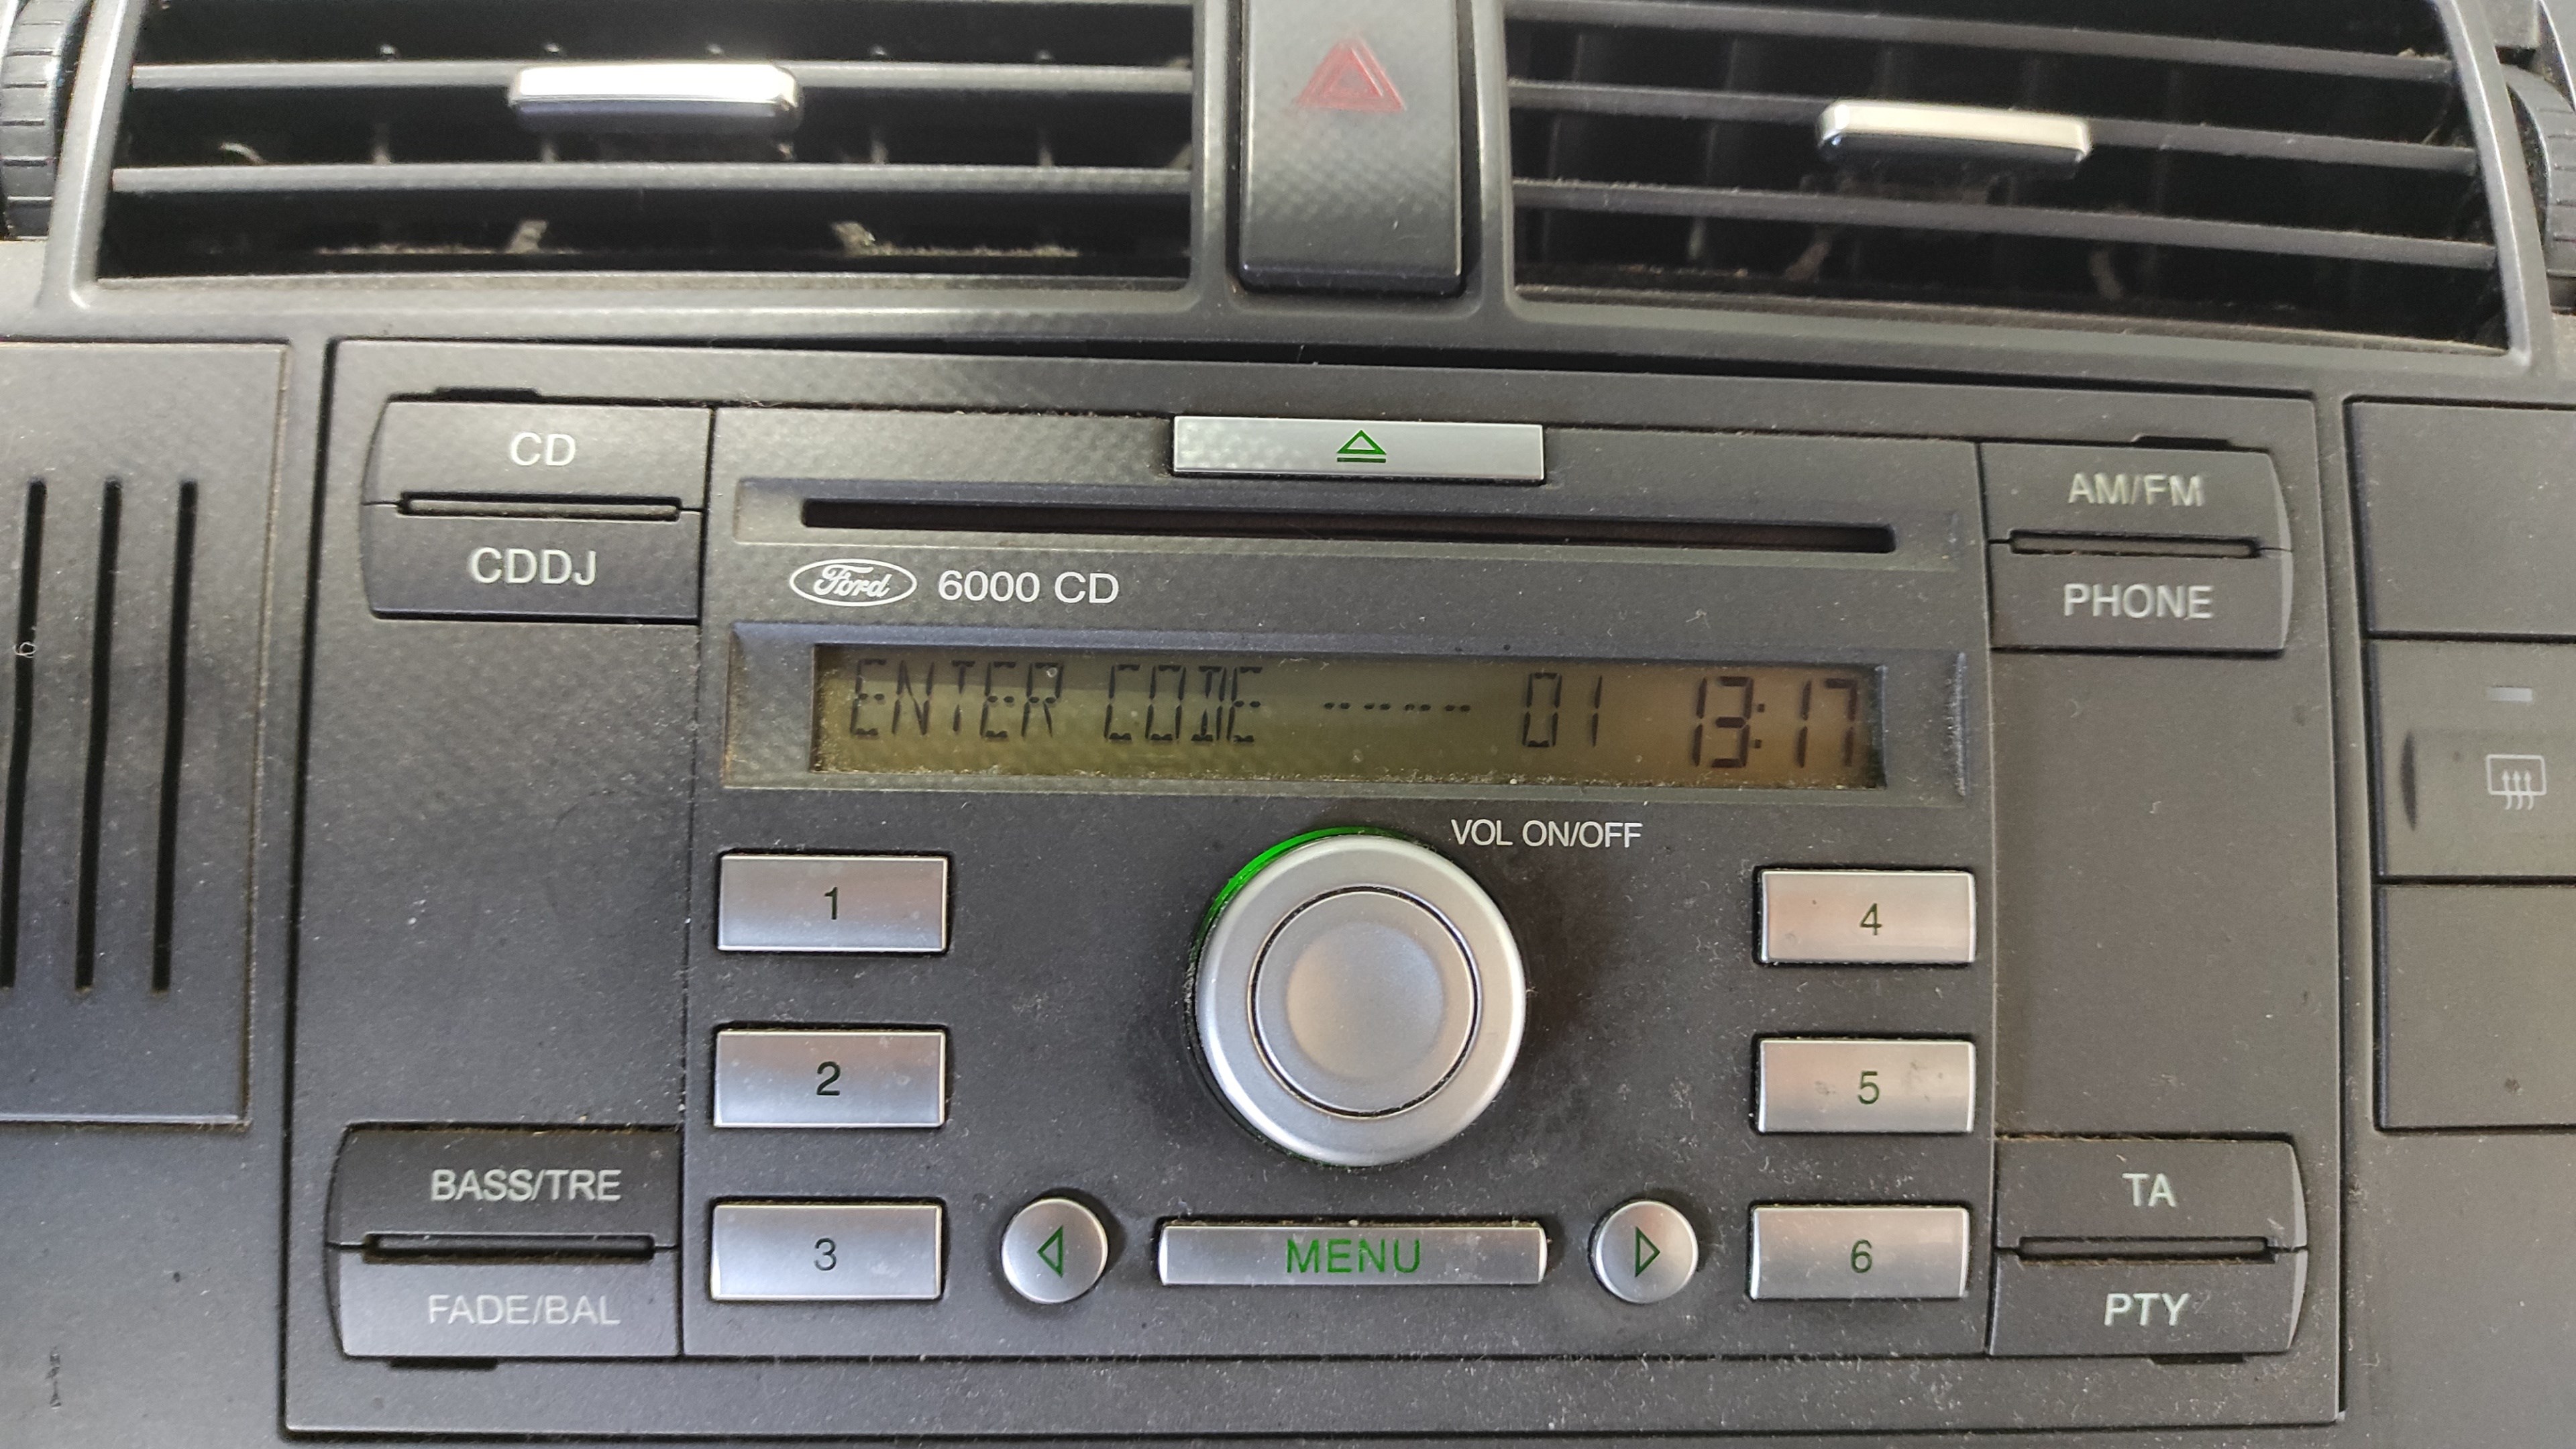 CD
CDDJ
AM/FM
PHONE
Ford 6000 CD
ENTER CODE ---- 01 13:17
VOL ON/OFF
1
4
2
5
3
MENU
6
BASS/TRE
FADE/BAL
TA
PTY